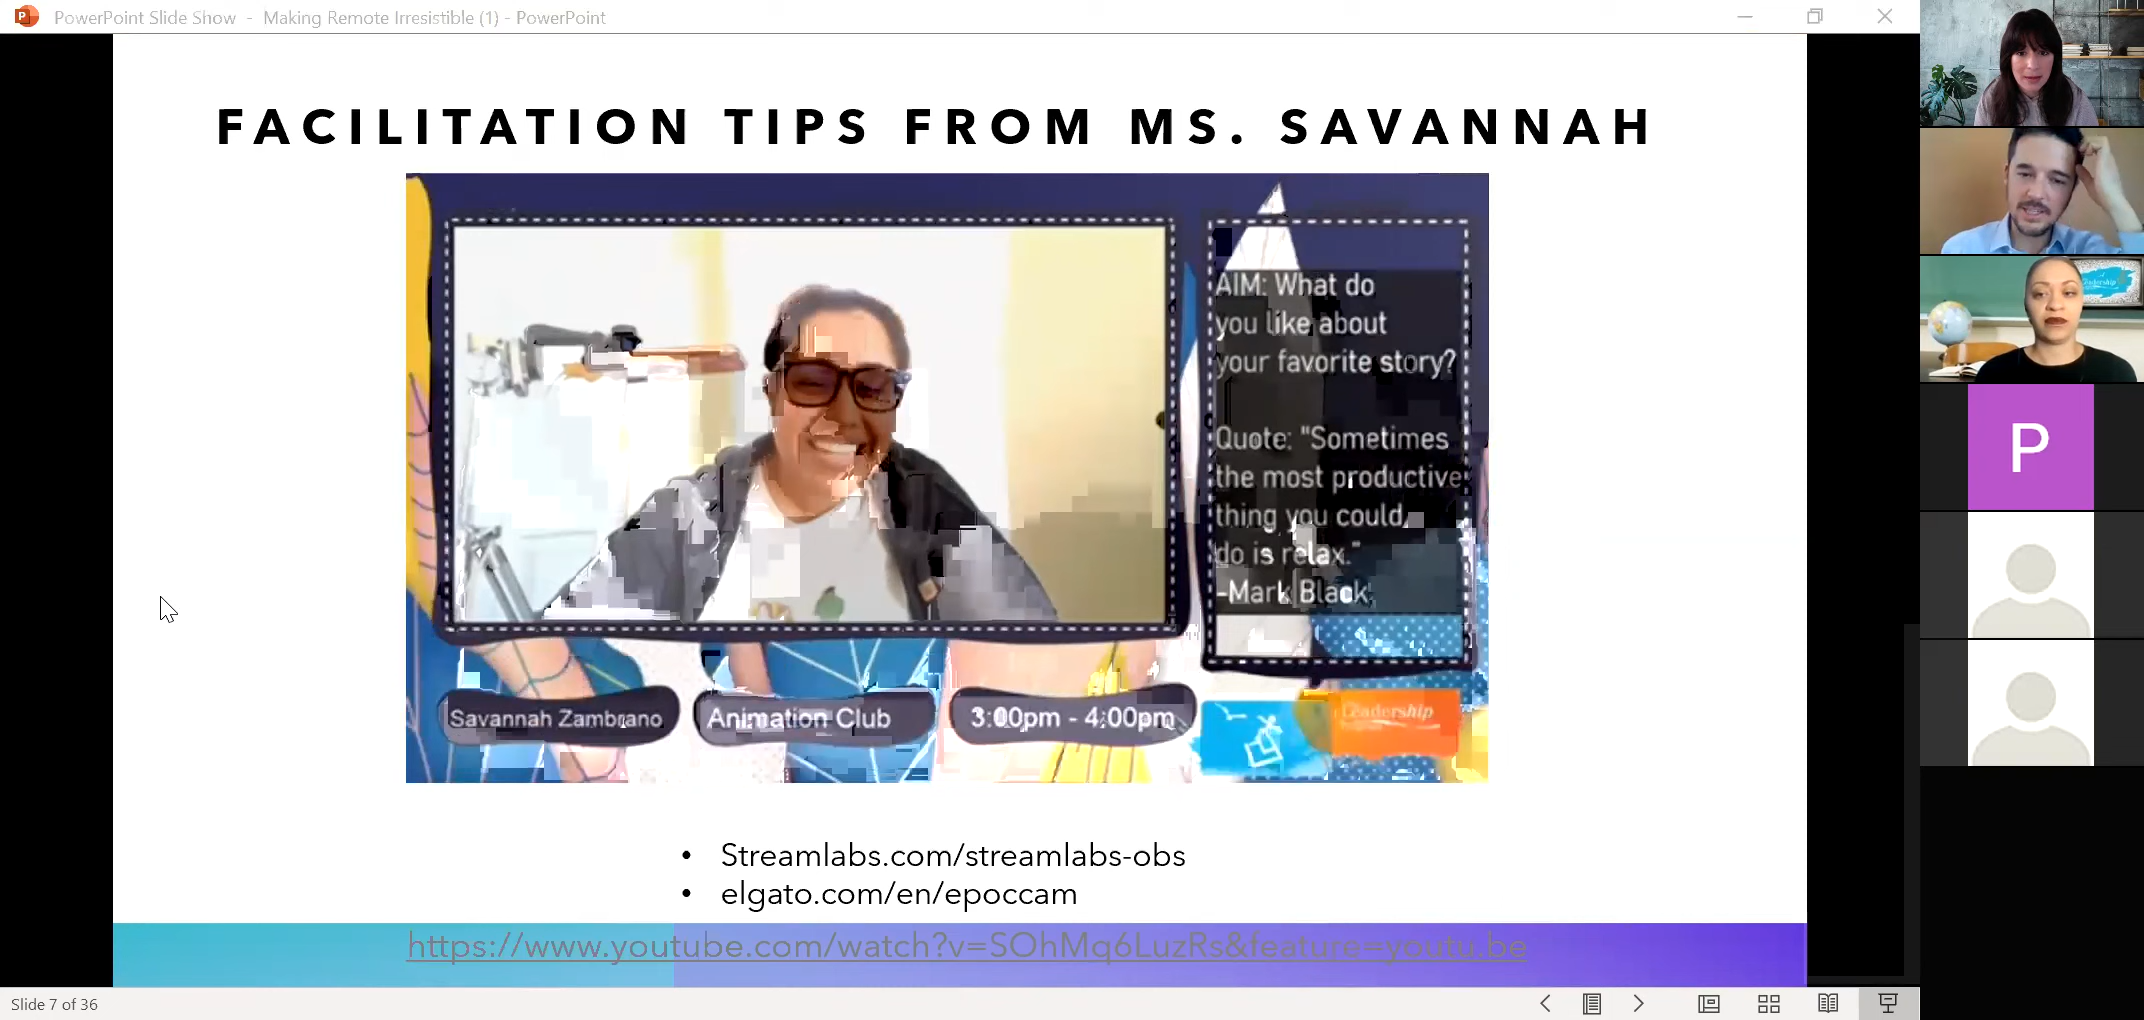 PowerPoint Slide Show - Making Remote Irresistible (1) - PowerPoint
FACILITATION TIPS FROM MS. SAVANNAH
AIM: What do
you like about
your favorite story?
Quote: "Sometimes
the most productive
thing you could
do is relax."
-Mark Black
Savannah Zambrano
Animation Club
3:00pm - 4:00pm
Leadership
• Streamlabs.com/streamlabs-obs
• elgato.com/en/epoccam
https://www.youtube.com/watch?v=SOhMq6LuzRs&feature=youtu.be
Slide 7 of 36
Leadership
P